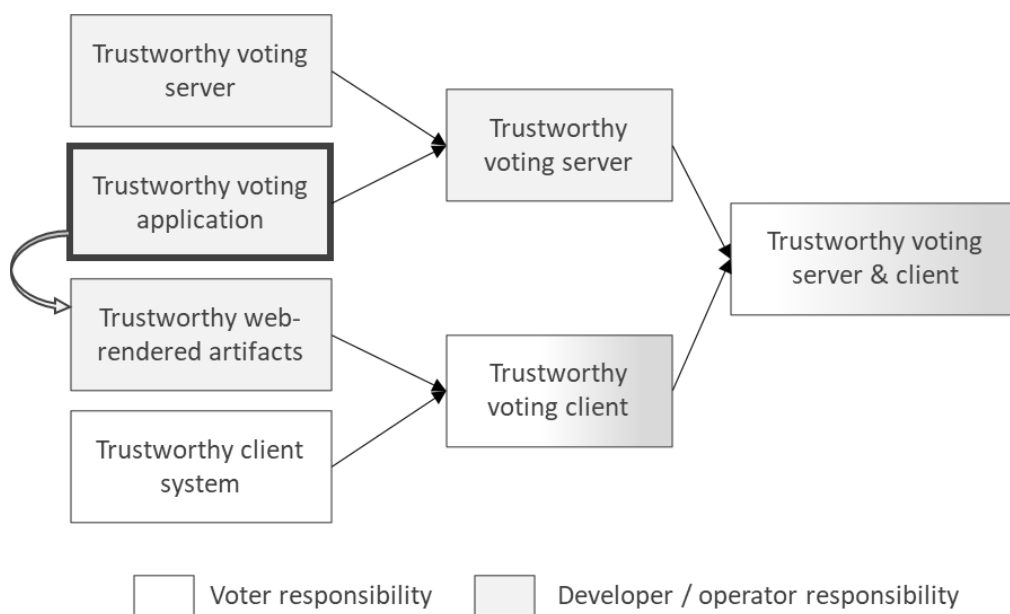 Trustworthy voting
server
Trustworthy voting
application
Trustworthy web-
rendered artifacts
Trustworthy client
system
Trustworthy
voting server
Trustworthy
voting client
Trustworthy voting
server & client
Voter responsibility
Developer / operator responsibility